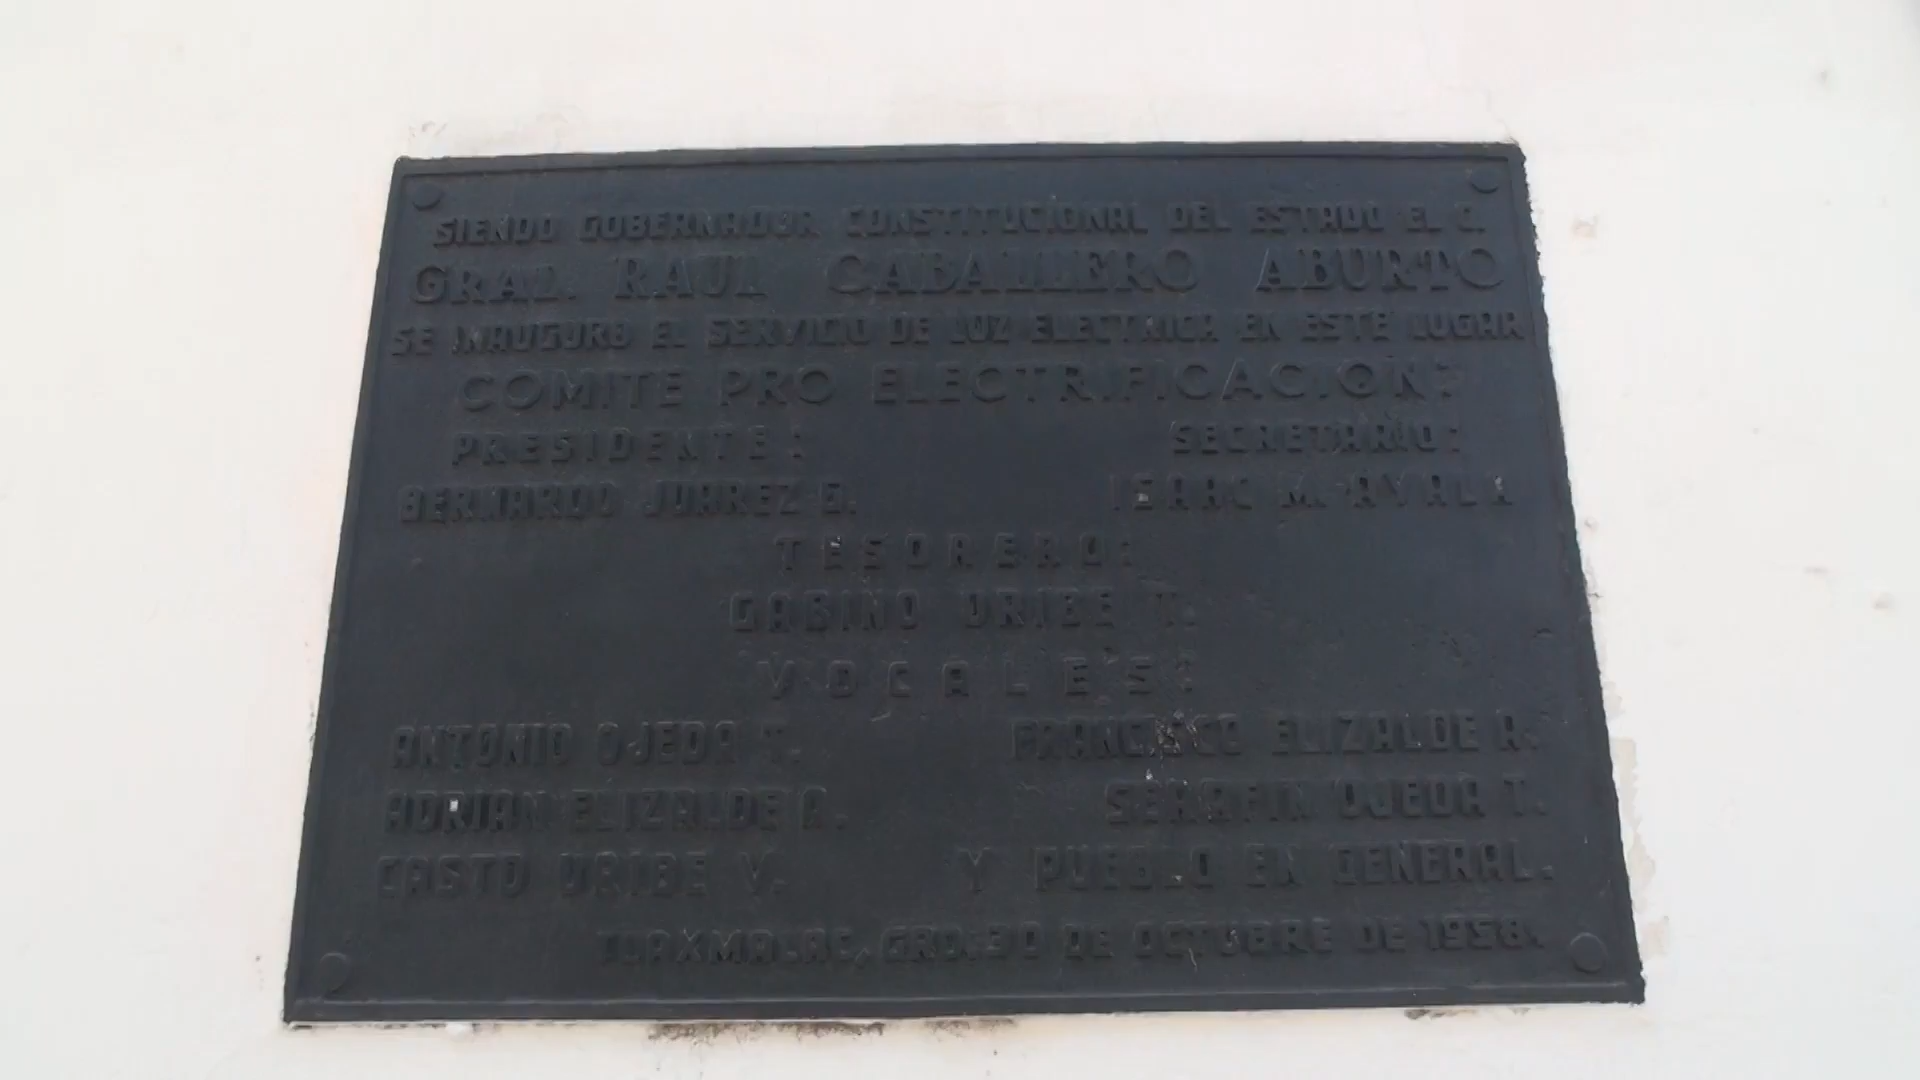 SIENDO GOBERNADOR CONSTITUCIONAL DEL ESTADO EL C.
GRAL. RAUL CABALLERO ABURTO
SE INAUGURO EL SERVICIO DE LUZ ELECTRICA EN ESTE LUGAR
COMITE PRO ELECTRIFICACION:
PRESIDENTE: SECRETARIO:
BERNARDO JUAREZ G. ISAAC M. AYALA
TESORERO:
GABINO URIBE T.
VOCALES:
ANTONIO OJEDA T. FRANCISCO ELIZALDE A.
ADRIAN ELIZALDE A. SERAFIN OJEDA T.
CASTO URIBE V. Y PUEBLO EN GENERAL.
TLAXMALAC, GRO. 30 DE OCTUBRE DE 1958.